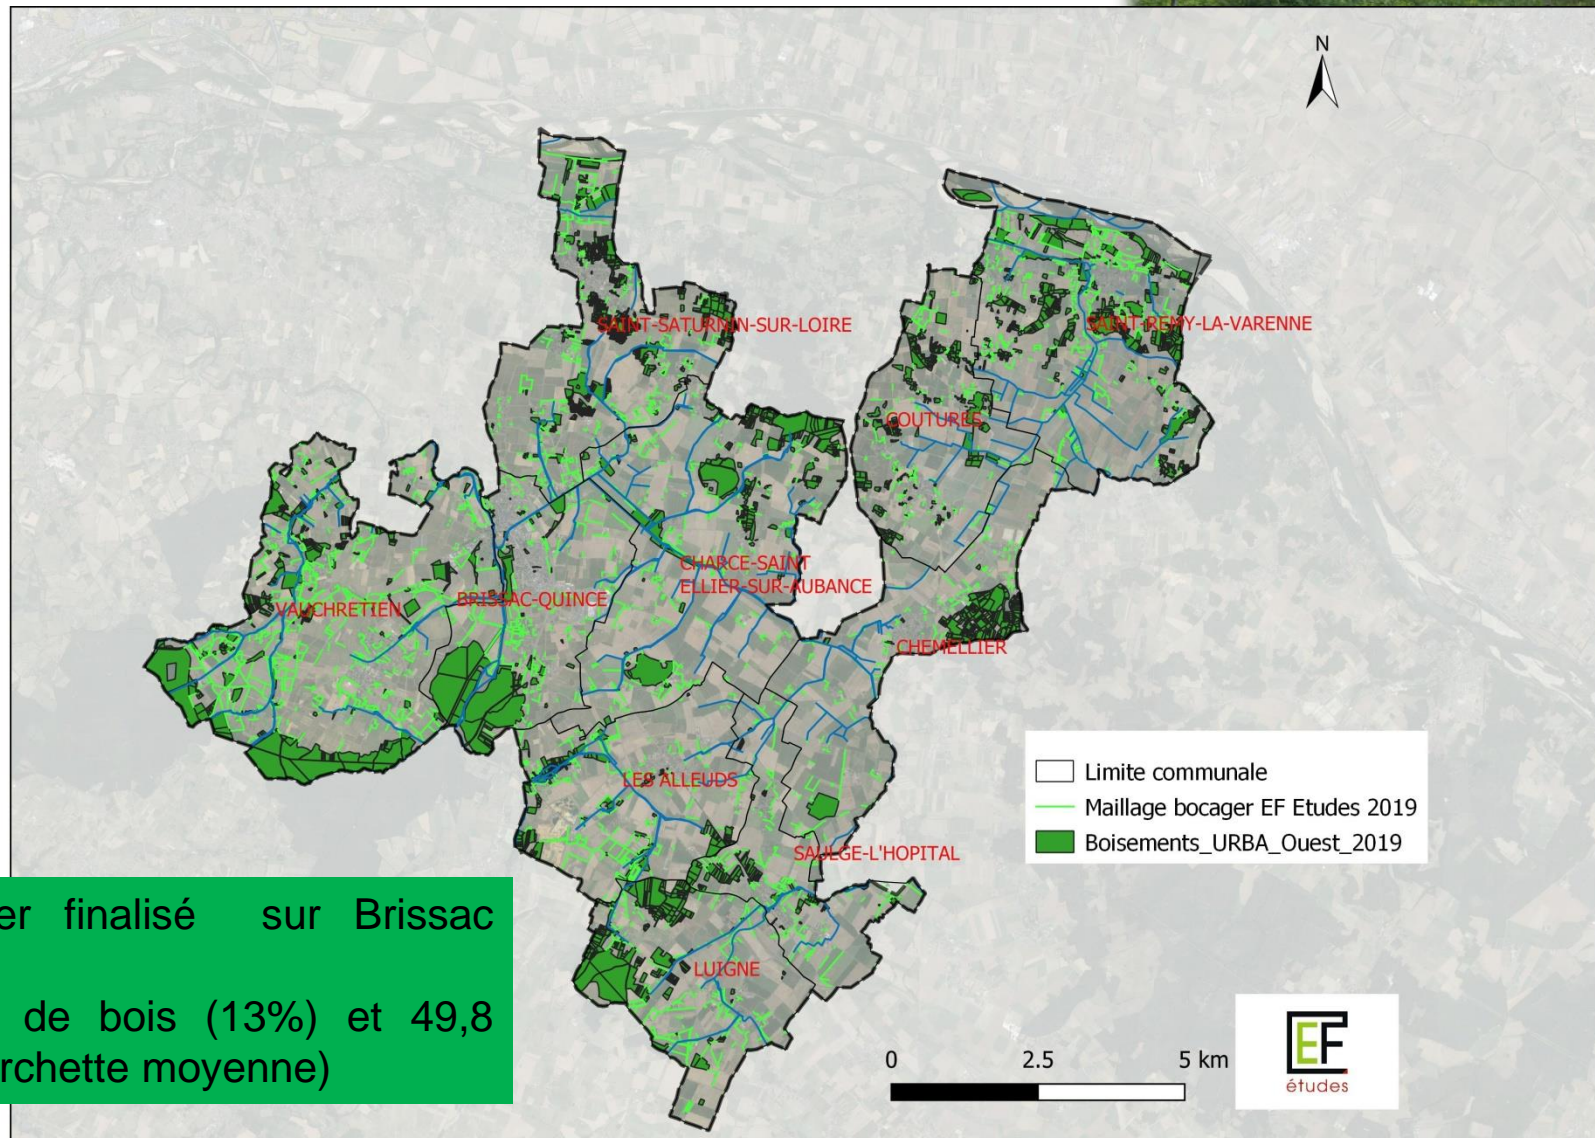 N
SAINT-SATURNIN-SUR-LOIRE
SAINT-REMY-LA-VARENNE
COUTURES
CHARCE-SAINT
ELLIER-SUR-AUBANCE
VAUCHRETIEN
BRISSAC-QUINCE
CHEMELLIER
LES ALLEUDS
SAULGE-L'HOPITAL
LUIGNE
Limite communale
Maillage bocager EF Etudes 2019
Boisements_URBA_Ouest_2019
finalisé sur Brissac
de bois (13%) et 49,8
moyenne)
0 2.5 5 km
EF
études